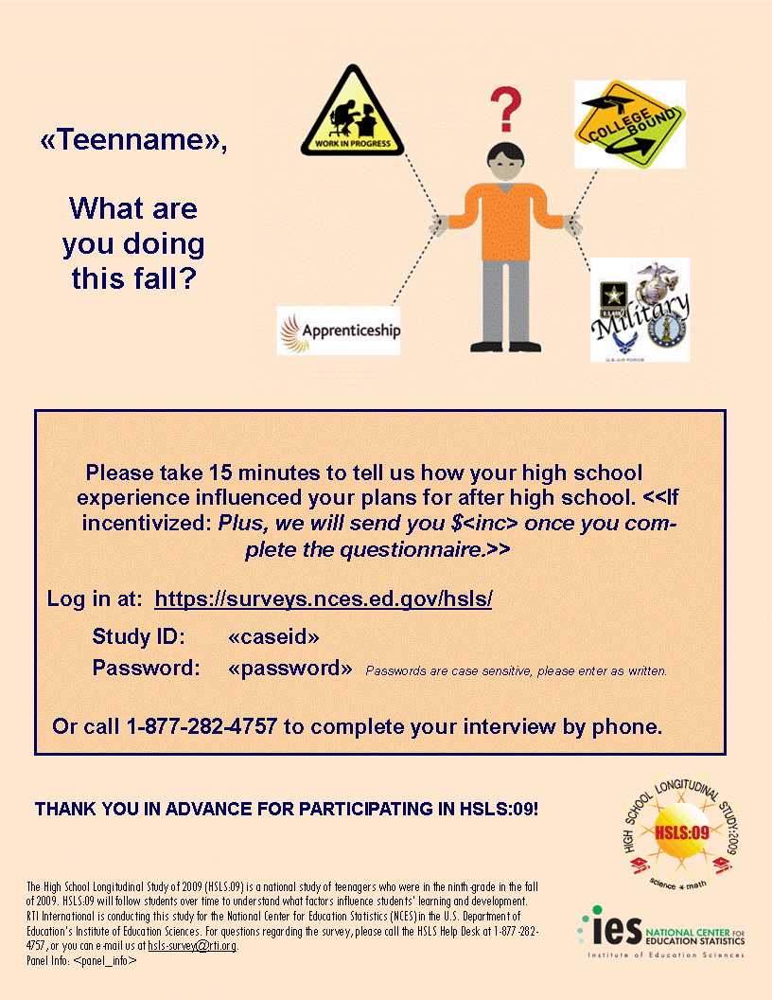 «Teenname»,
What are
you doing
this fall?
WORK IN PROGRESS
?
COLLEGE
BOUND
Apprenticeship
Military
U.S. AIR FORCE
Please take 15 minutes to tell us how your high school
experience influenced your plans for after high school. <<If
incentivized: Plus, we will send you $<inc> once you com-
plete the questionnaire.>>
Log in at: https://surveys.nces.ed.gov/hsls/
Study ID: «caseid»
Password: «password» Passwords are case sensitive, please enter as written.
Or call 1-877-282-4757 to complete your interview by phone.
THANK YOU IN ADVANCE FOR PARTICIPATING IN HSLS:09!
HIGH SCHOOL LONGITUDINAL STUDY:2009
HSLS:09
science * math
The High School Longitudinal Study of 2009 (HSLS:09) is a national study of teenagers who were in the ninth-grade in the fall
of 2009. HSLS:09 will follow students over time to understand what factors influence students' learning and development.
RTI International is conducting this study for the National Center for Education Statistics (NCES) in the U.S. Department of
Education's Institute of Education Sciences. For questions regarding the survey, please call the HSLS Help Desk at 1-877-282-
4757, or you can e-mail us at hsls-survey@rti.org.
Panel Info: <panel_info>
ies NATIONAL CENTER FOR
EDUCATION STATISTICS
Institute of Education Sciences